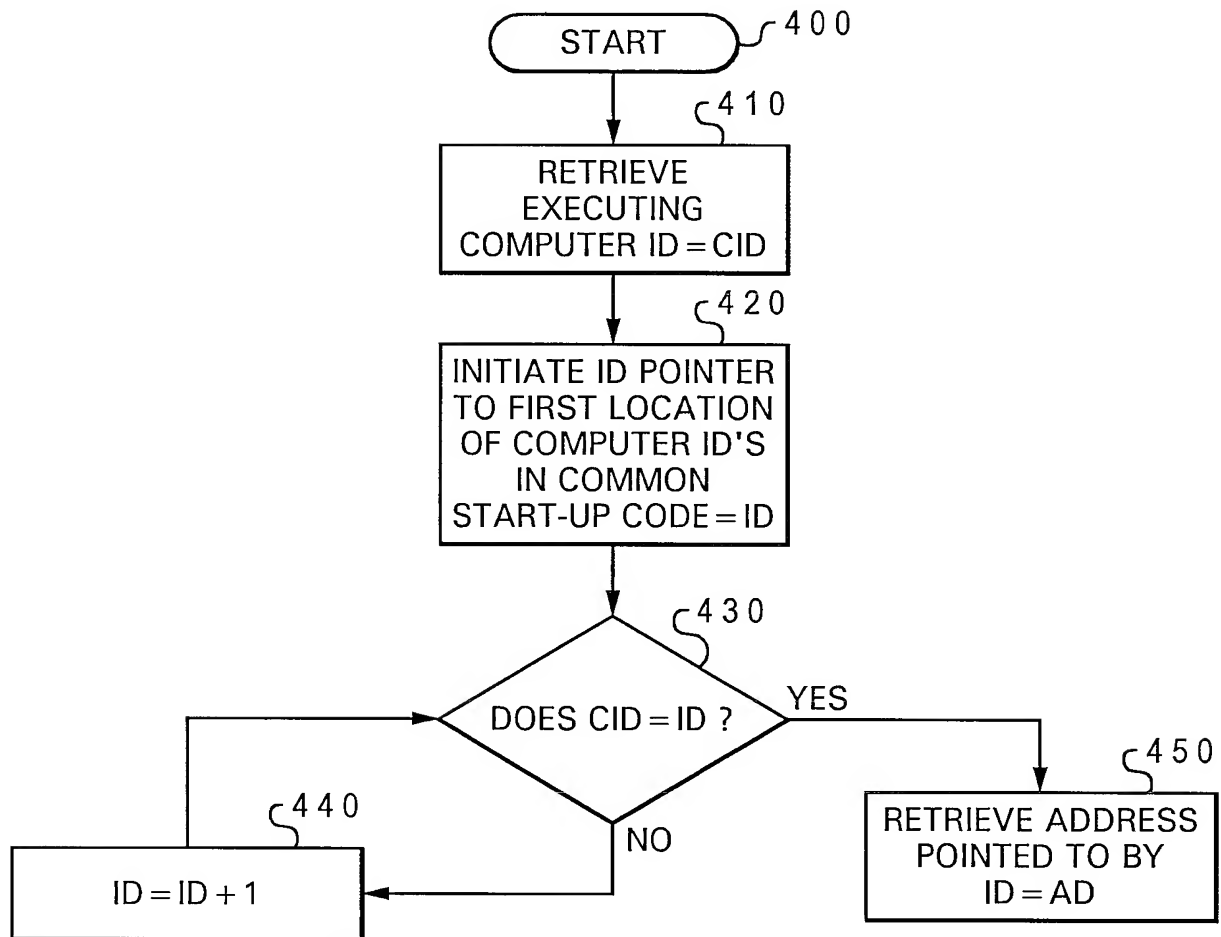 START
400
410
RETRIEVE
EXECUTING
COMPUTER ID = CID
420
INITIATE ID POINTER
TO FIRST LOCATION
OF COMPUTER ID'S
IN COMMON
START-UP CODE = ID
430
DOES CID = ID ?
YES
NO
440
ID = ID + 1
450
RETRIEVE ADDRESS
POINTED TO BY
ID = AD